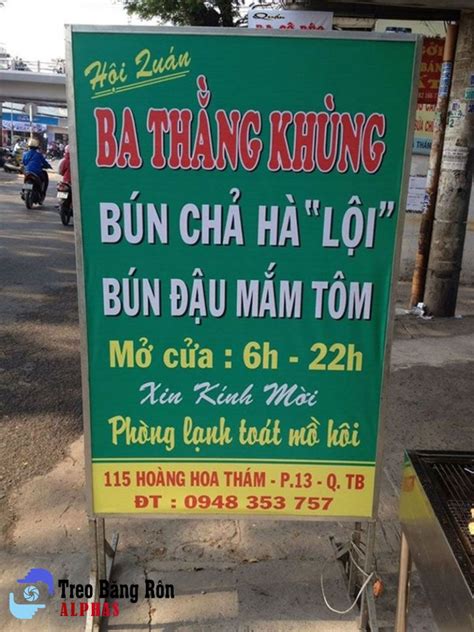 Hội Quán
BA THẰNG KHÙNG
BÚN CHẢ HÀ "LỘI"
BÚN ĐẬU MẮM TÔM
Mở cửa : 6h - 22h
Xin Kính Mời
Phòng lạnh toát mồ hôi
115 HOÀNG HOA THÁM - P.13 - Q. TB
ĐT : 0948 353 757
Treo Băng Rôn
ALPHAS
Quán